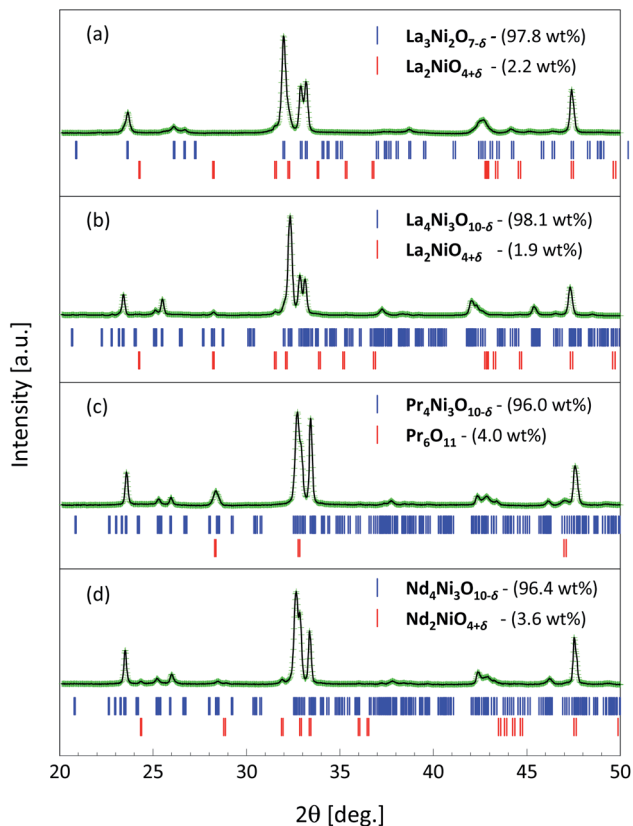 (a)
La₃Ni₂O₇₋δ - (97.8 wt%)
La₂NiO₄₊δ - (2.2 wt%)
(b)
La₄Ni₃O₁₀₋δ - (98.1 wt%)
La₂NiO₄₊δ - (1.9 wt%)
(c)
Pr₄Ni₃O₁₀₋δ - (96.0 wt%)
Pr₆O₁₁ - (4.0 wt%)
(d)
Nd₄Ni₃O₁₀₋δ - (96.4 wt%)
Nd₂NiO₄₊δ - (3.6 wt%)
Intensity [a.u.]
20 25 30 35 40 45 50
2θ [deg.]